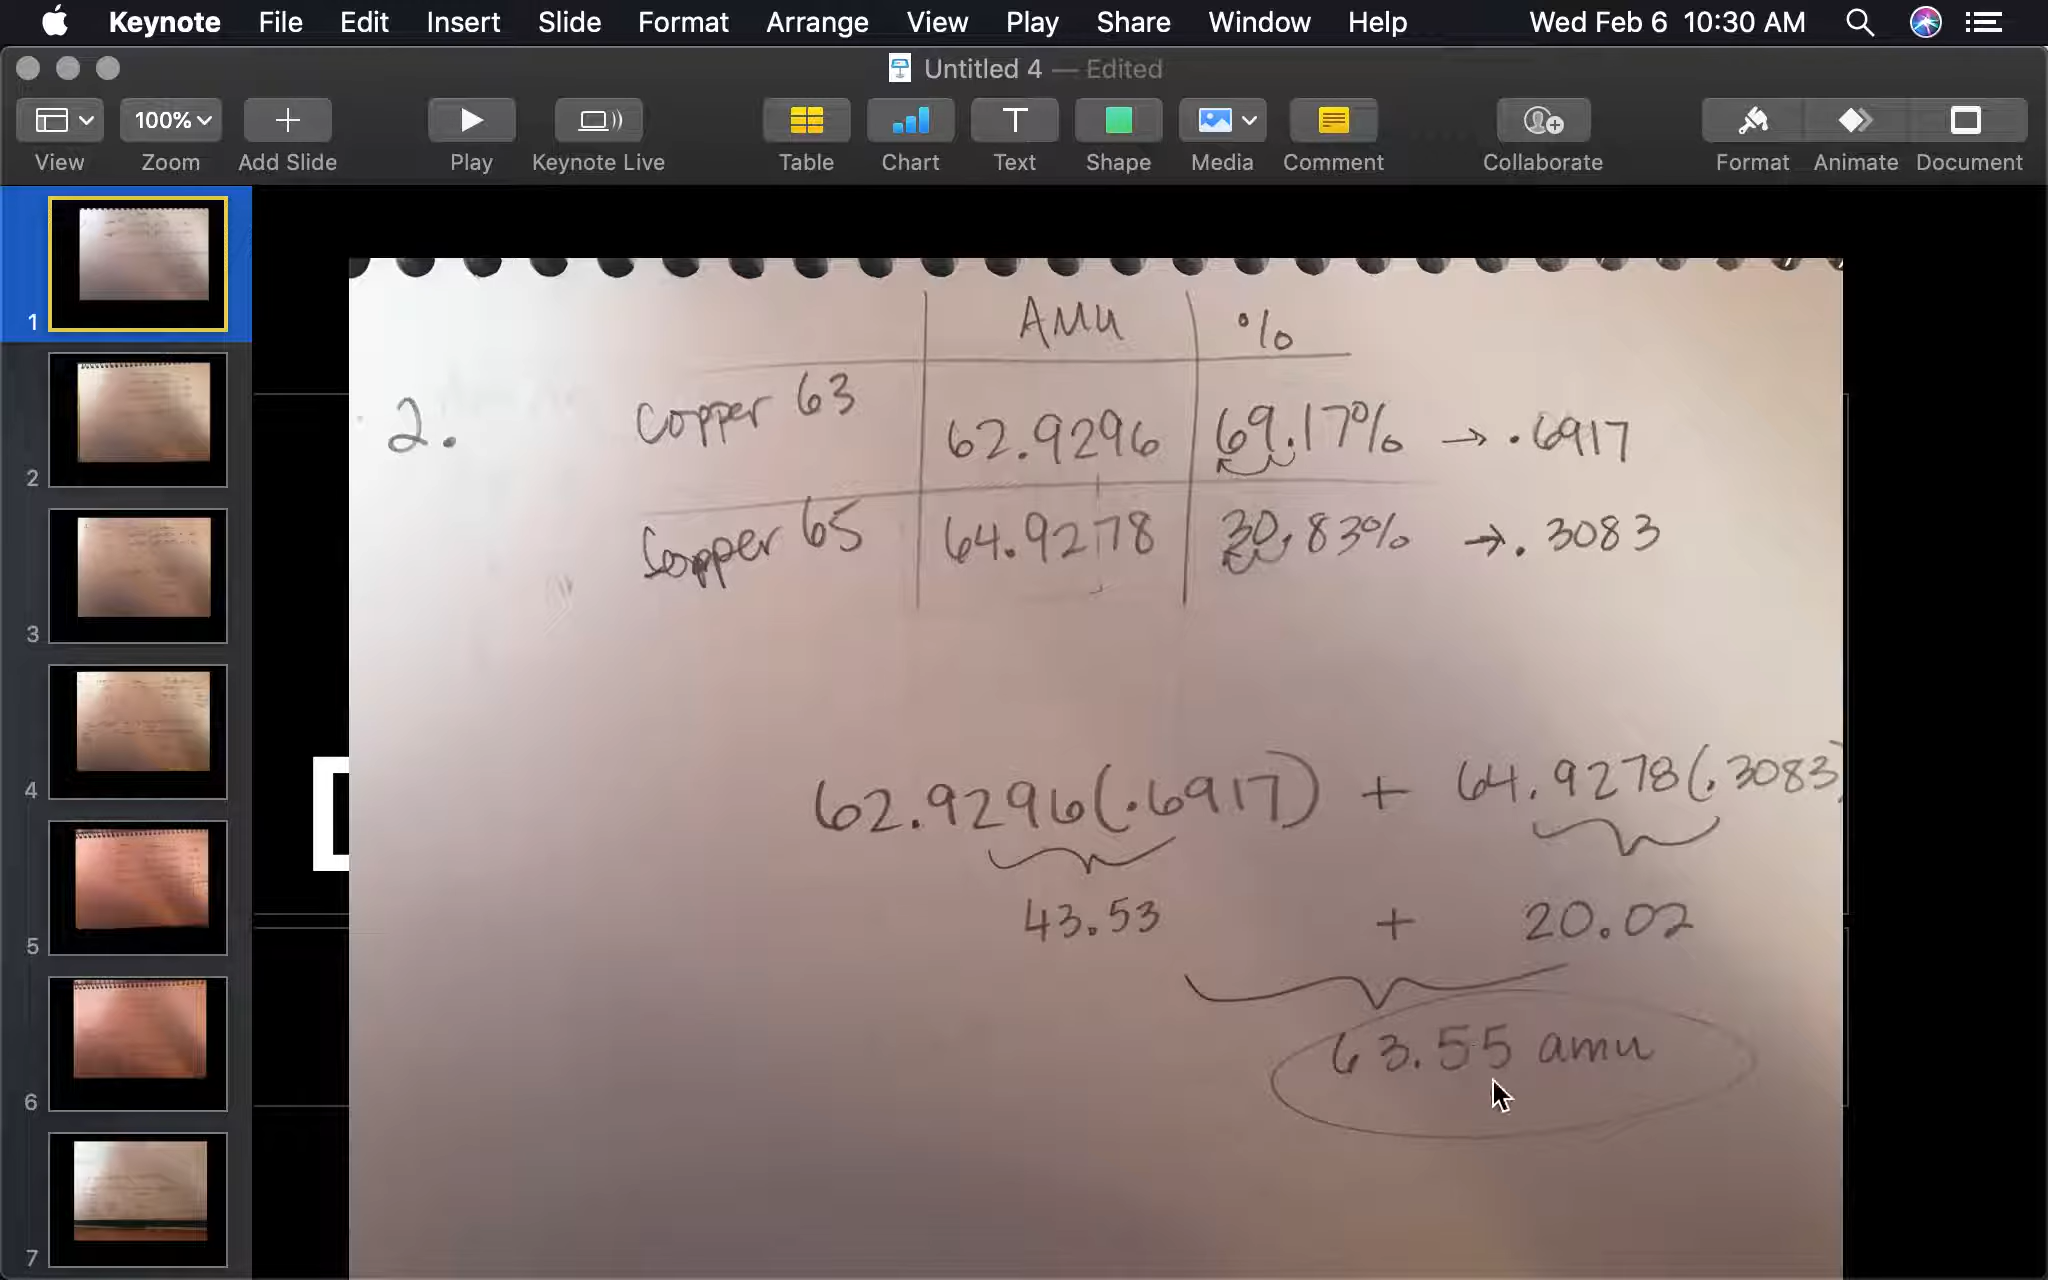 Keynote File Edit Insert Slide Format Arrange View Play Share Window Help Wed Feb 6 10:30 AM
Untitled 4 — Edited
100%
View Zoom Add Slide Play Keynote Live Table Chart Text Shape Media Comment Collaborate Format Animate Document
1
2
3
4
5
6
7
AMU %
2. Copper 63 62.9296 69.17% → .6917
Copper 65 64.9278 30.83% → .3083
62.9296(.6917) + 64.9278(.3083)
43.53 + 20.02
63.55 amu